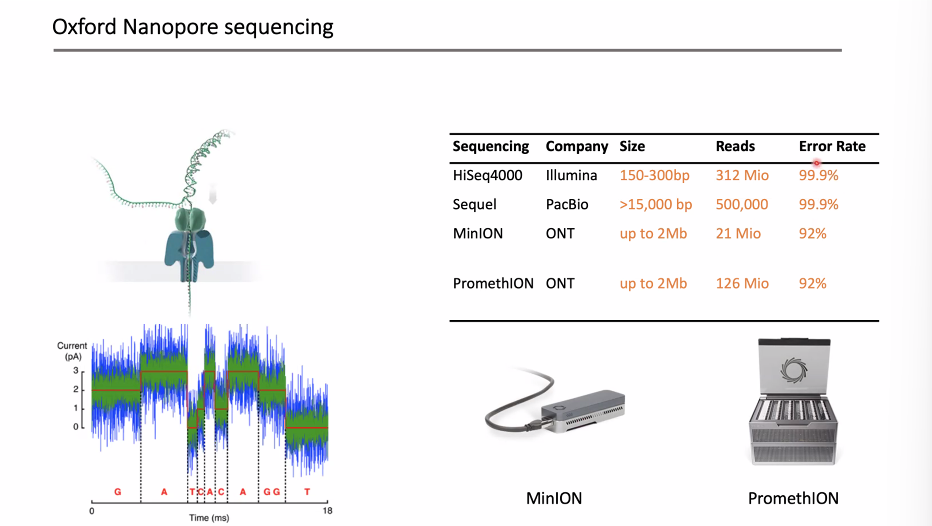 Oxford Nanopore sequencing
Sequencing Company Size Reads Error Rate
HiSeq4000 Illumina 150-300bp 312 Mio 99.9%
Sequel PacBio >15,000 bp 500,000 99.9%
MinION ONT up to 2Mb 21 Mio 92%
PromethION ONT up to 2Mb 126 Mio 92%
Current
(pA)
3
2
1
0
G A T C A C A G G T
0 18
Time (ms)
MinION PromethION